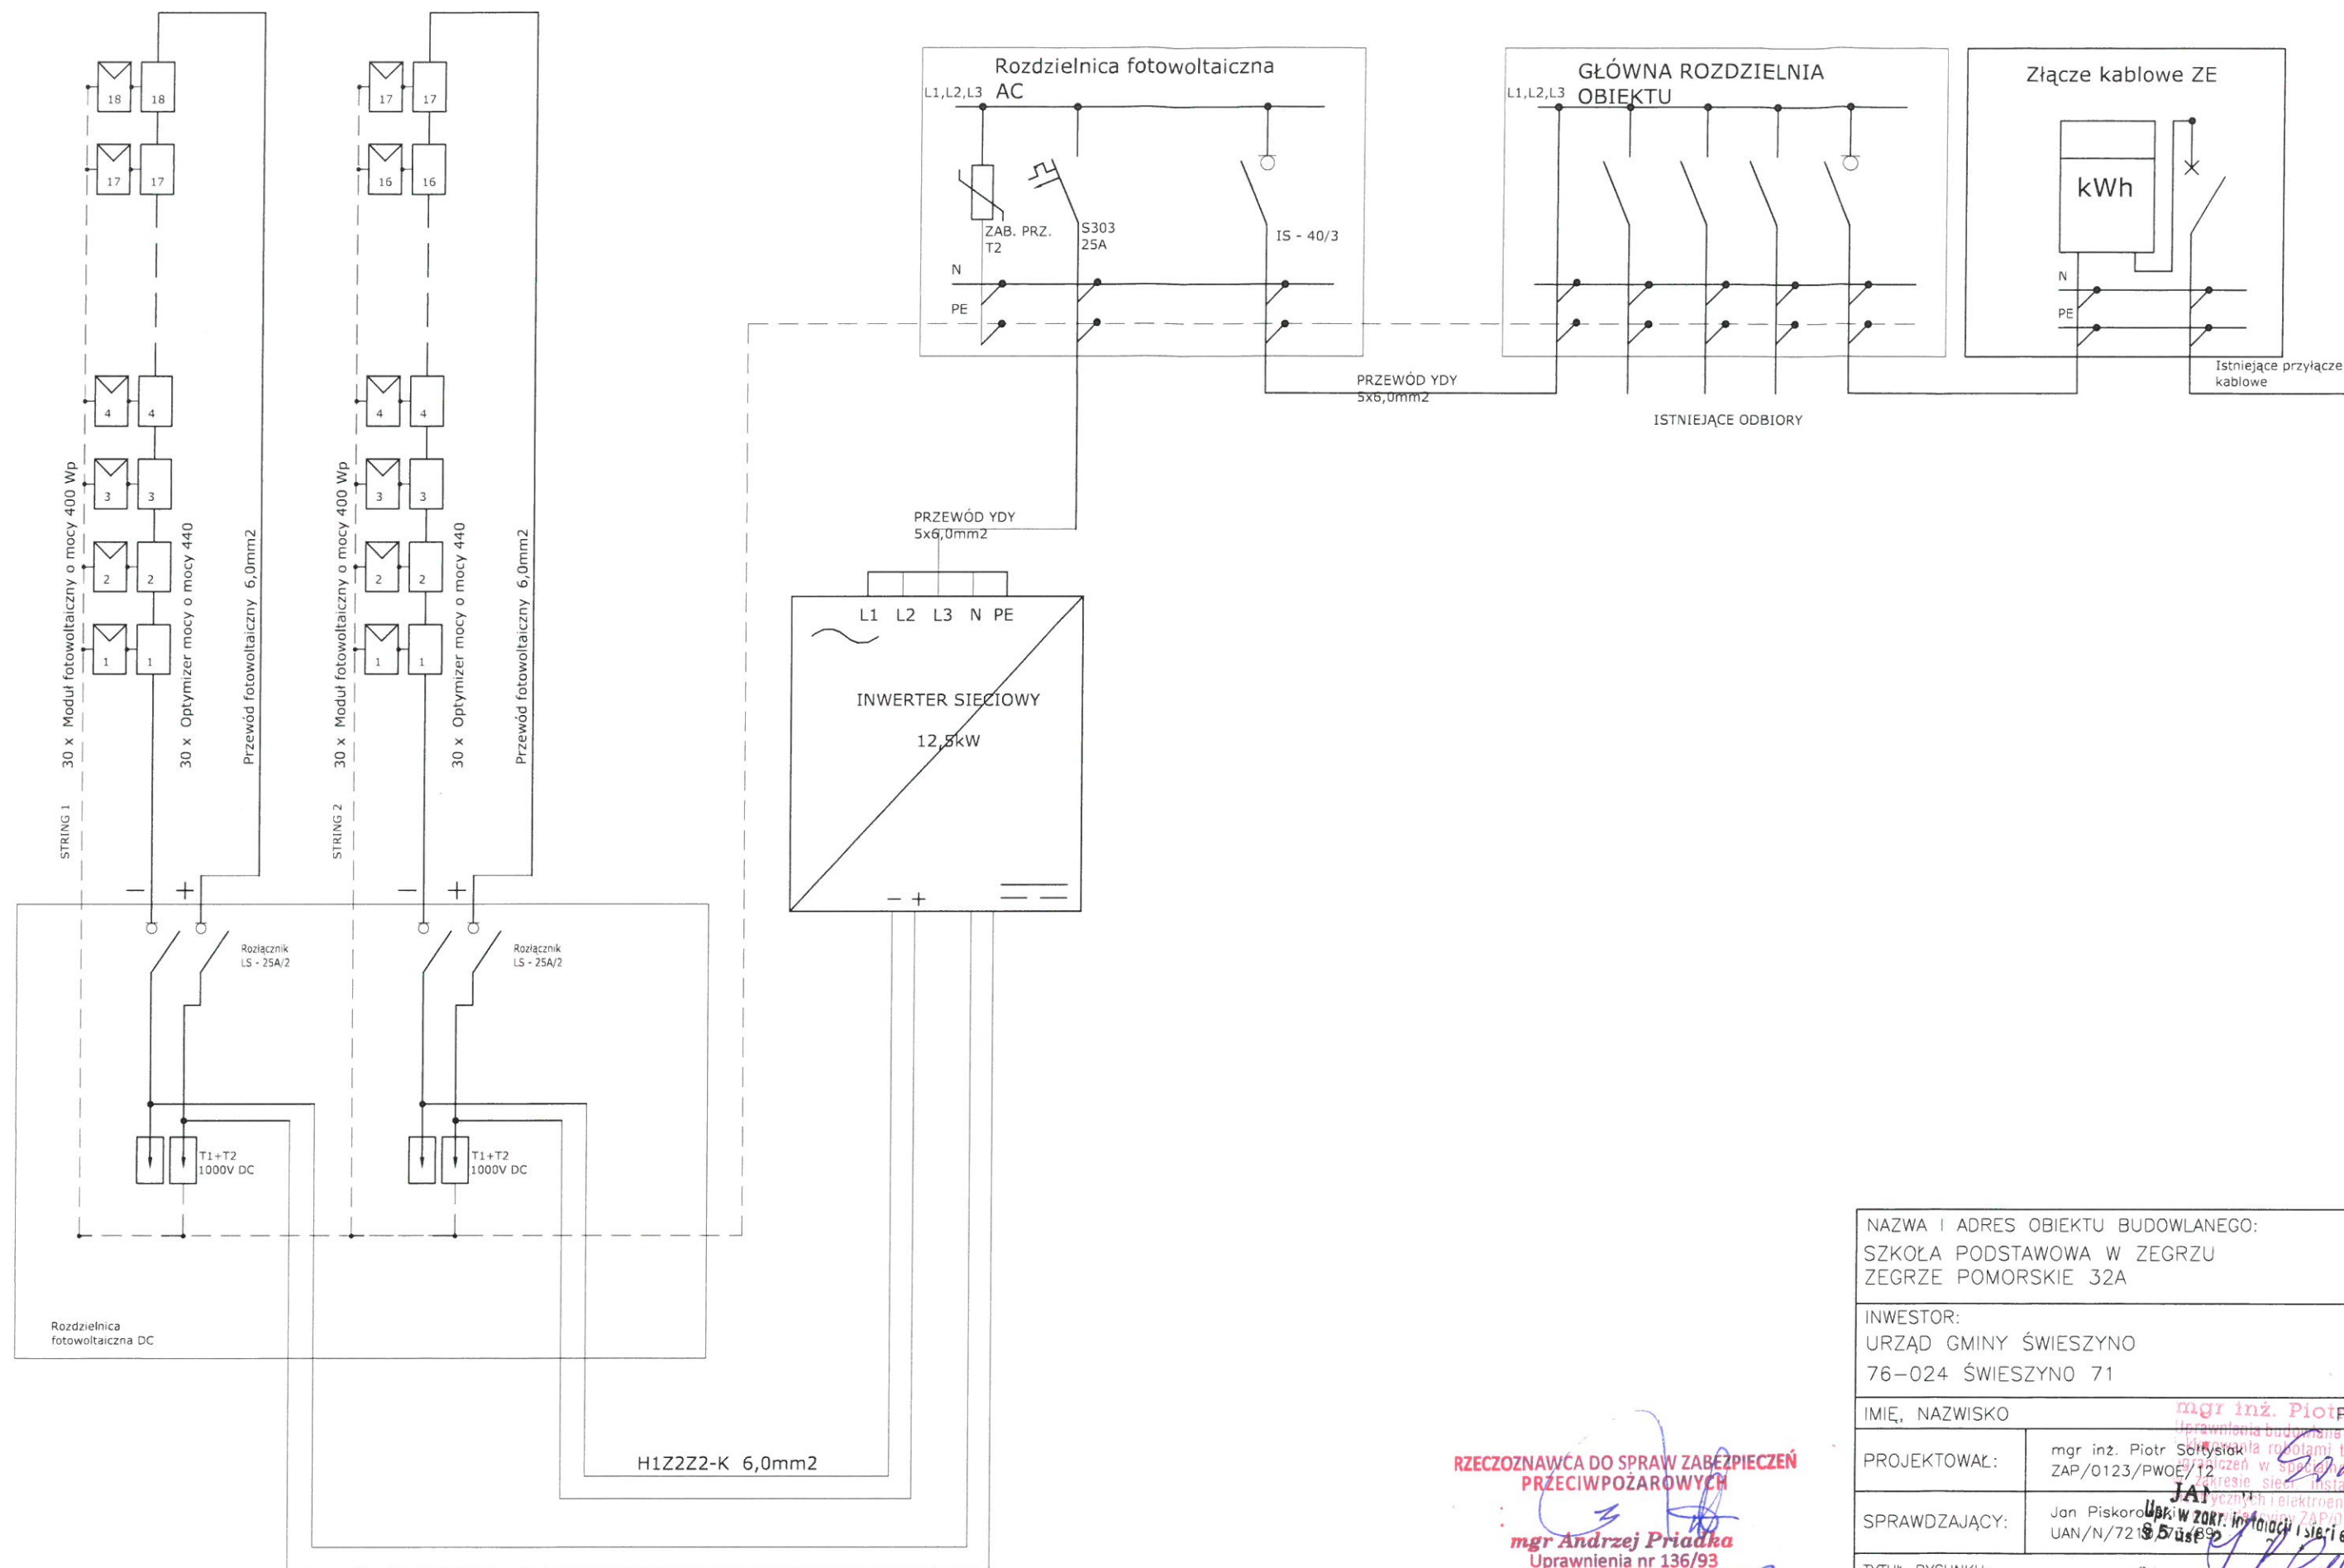 18 18
17 17
4 4
3 3
2 2
1 1
30 x Moduł fotowoltaiczny o mocy 400 Wp
30 x Optymizer mocy o mocy 440
Przewód fotowoltaiczny 6,0mm2
STRING 1
17 17
16 16
4 4
3 3
2 2
1 1
30 x Moduł fotowoltaiczny o mocy 400 Wp
30 x Optymizer mocy o mocy 440
Przewód fotowoltaiczny 6,0mm2
STRING 2
− +
− +
Rozłącznik
LS - 25A/2
Rozłącznik
LS - 25A/2
T1+T2
1000V DC
T1+T2
1000V DC
Rozdzielnica
fotowoltaiczna DC
H1Z2Z2-K 6,0mm2
Rozdzielnica fotowoltaiczna
AC
L1,L2,L3
ZAB. PRZ.
T2
S303
25A
IS - 40/3
N
PE
PRZEWÓD YDY
5x6,0mm2
L1 L2 L3 N PE
INWERTER SIECIOWY
12,5kW
− +
PRZEWÓD YDY
5x6,0mm2
GŁÓWNA ROZDZIELNIA
OBIEKTU
L1,L2,L3
ISTNIEJĄCE ODBIORY
Złącze kablowe ZE
kWh
N
PE
Istniejące przyłącze
kablowe
RZECZOZNAWCA DO SPRAW ZABEZPIECZEŃ
PRZECIWPOŻAROWYCH
mgr Andrzej Priadka
Uprawnienia nr 136/93
NAZWA I ADRES OBIEKTU BUDOWLANEGO:
SZKOŁA PODSTAWOWA W ZEGRZU
ZEGRZE POMORSKIE 32A
INWESTOR:
URZĄD GMINY ŚWIESZYNO
76-024 ŚWIESZYNO 71
IMIĘ, NAZWISKO
mgr inż. Piotr
PROJEKTOWAŁ:
mgr inż. Piotr Sołtysiak
ZAP/0123/PWOE/12
SPRAWDZAJĄCY:
Jan
UAN/N/721